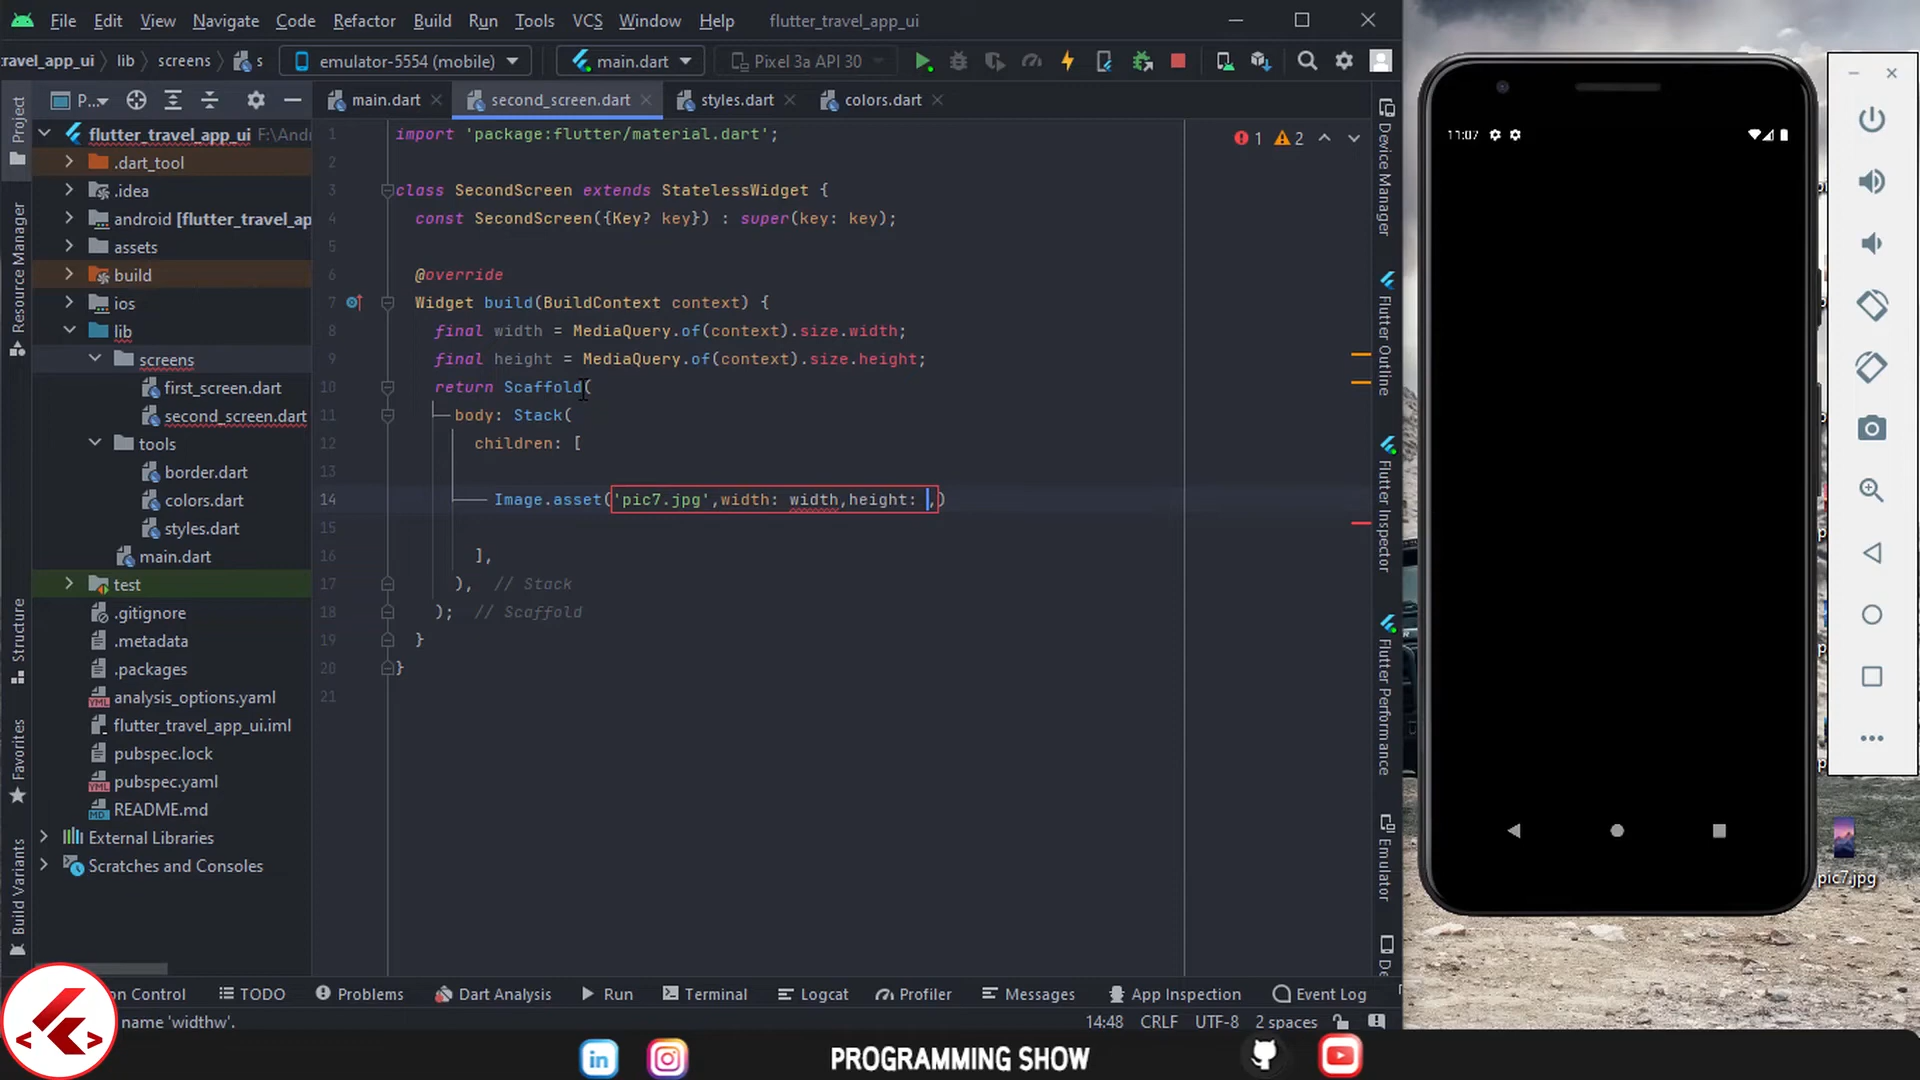 File Edit View Navigate Code Refactor Build Run Tools VCS Window Help flutter_travel_app_ui
ravel_app_ui lib screens s emulator-5554 (mobile) main.dart Pixel 3a API 30
Project
P... main.dart second_screen.dart styles.dart colors.dart
flutter_travel_app_ui F:\Andr
.dart_tool
.idea
android [flutter_travel_ap
assets
build
ios
lib
screens
first_screen.dart
second_screen.dart
tools
border.dart
colors.dart
styles.dart
main.dart
test
.gitignore
.metadata
.packages
analysis_options.yaml
flutter_travel_app_ui.iml
pubspec.lock
pubspec.yaml
README.md
External Libraries
Scratches and Consoles
Resource Manager
Structure
Favorites
Build Variants
1 import 'package:flutter/material.dart';
2
3 class SecondScreen extends StatelessWidget {
4 const SecondScreen({Key? key}) : super(key: key);
5
6 @override
7 Widget build(BuildContext context) {
8 final width = MediaQuery.of(context).size.width;
9 final height = MediaQuery.of(context).size.height;
10 return Scaffold(
11 body: Stack(
12 children: [
13
14 Image.asset('pic7.jpg',width: width,height: ,)
16 ],
17 ), // Stack
18 ); // Scaffold
19 }
20 }
21
1 2
Device Manager
Flutter Outline
Flutter Inspector
Flutter Performance
Emulator
De
11:07
pic7.jpg
on Control TODO Problems Dart Analysis Run Terminal Logcat Profiler Messages App Inspection Event Log
name 'widthw'. 14:48 CRLF UTF-8 2 spaces
in PROGRAMMING SHOW